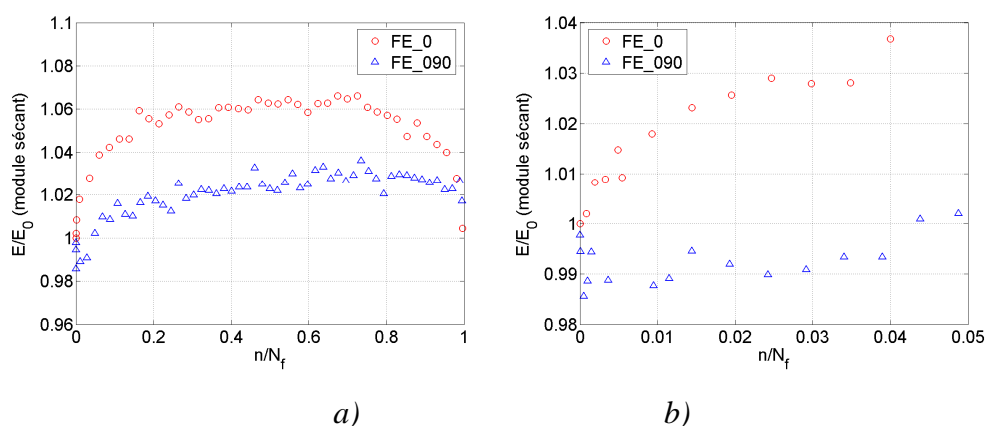 1.1
1.08
1.06
1.04
1.02
1
0.98
0.96
E/E0 (module sécant)
0
0.2
0.4
0.6
0.8
1
n/Nf
FE_0
FE_090
a)
1.04
1.03
1.02
1.01
1
0.99
0.98
E/E0 (module sécant)
0
0.01
0.02
0.03
0.04
0.05
n/Nf
FE_0
FE_090
b)